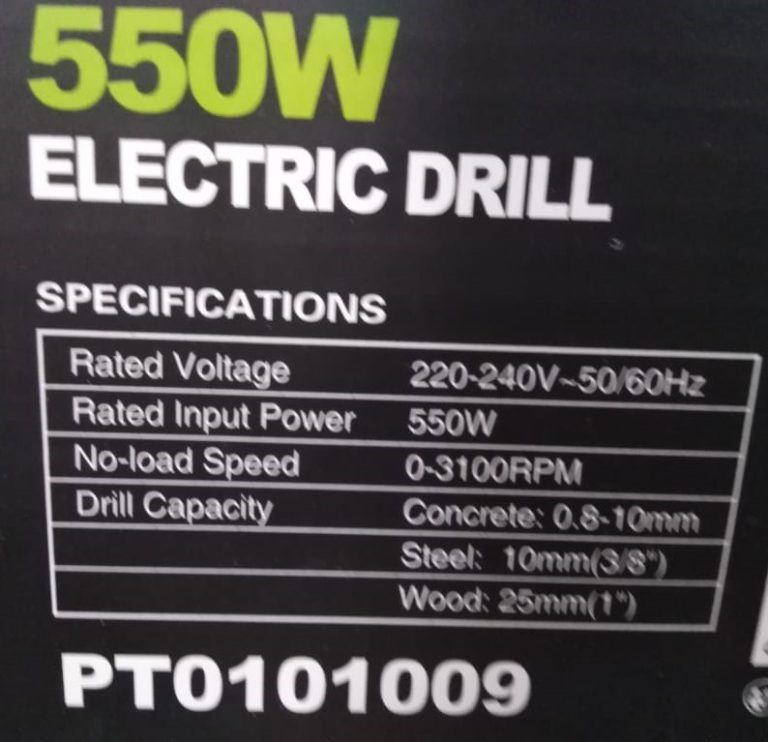 550W
ELECTRIC DRILL
SPECIFICATIONS
Rated Voltage 220-240V~50/60Hz
Rated Input Power 550W
No-load Speed 0-3100RPM
Drill Capacity Concrete: 0.8-10mm
Steel: 10mm(3/8")
Wood: 25mm(1")
PT0101009